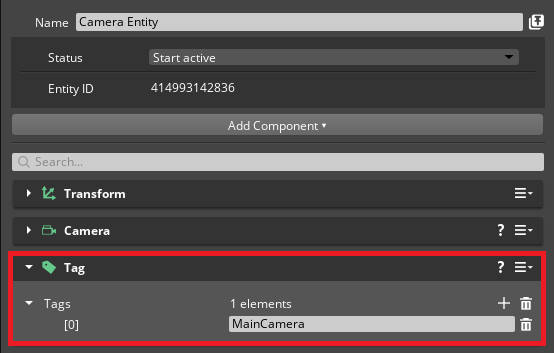 Name Camera Entity
Status Start active
Entity ID 414993142836
Add Component
Search...
Transform
Camera ?
Tag ?
Tags 1 elements
[0] MainCamera